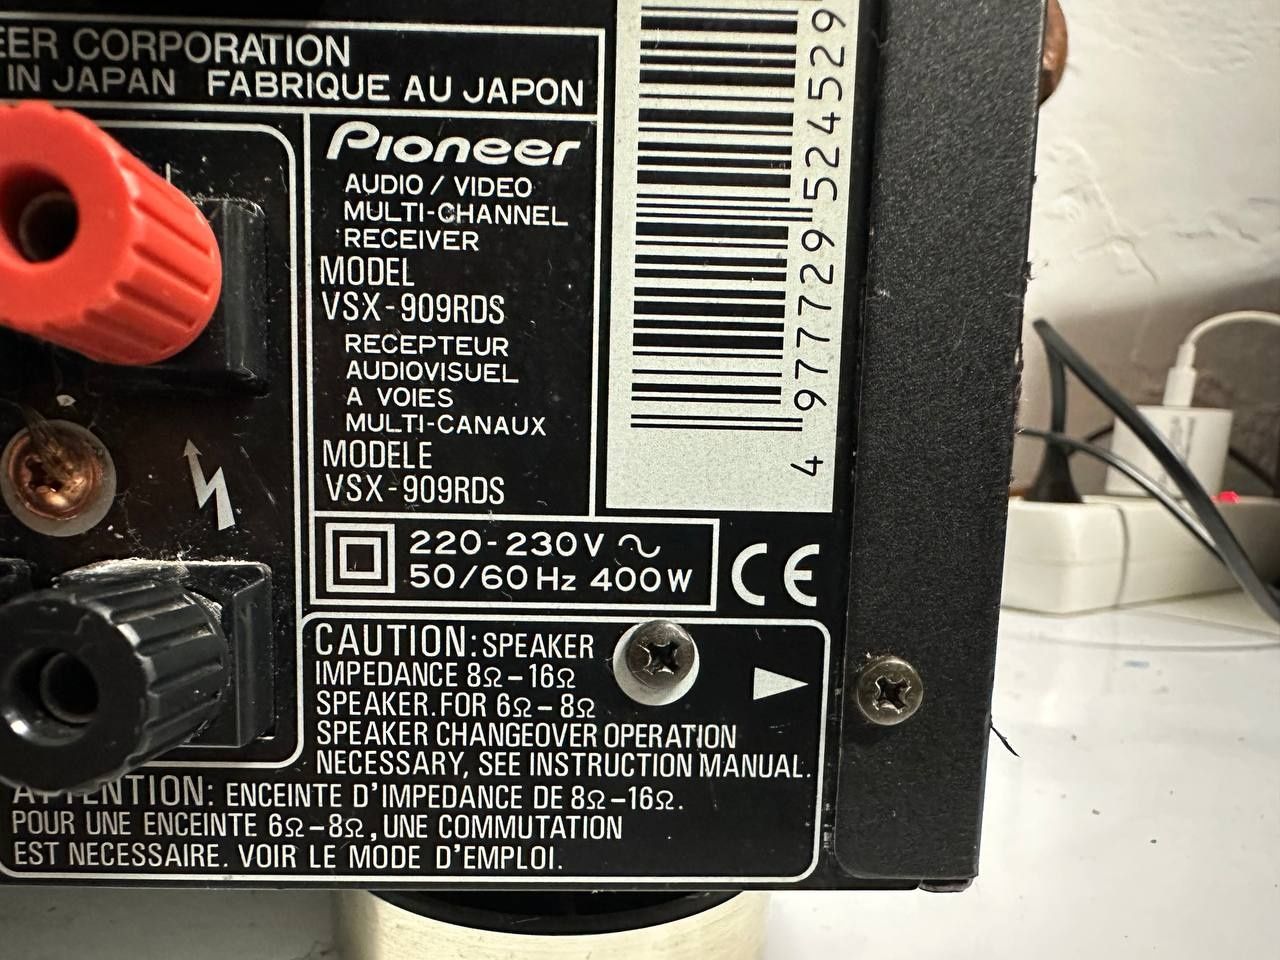 EER CORPORATION
IN JAPAN FABRIQUE AU JAPON
PIONEER
AUDIO / VIDEO
MULTI-CHANNEL
RECEIVER
MODEL
VSX-909RDS
RECEPTEUR
AUDIOVISUEL
A VOIES
MULTI-CANAUX
MODELE
VSX-909RDS
4 977729 524529
220-230V ~
50/60Hz 400W
CE
CAUTION: SPEAKER
IMPEDANCE 8Ω-16Ω
SPEAKER.FOR 6Ω-8Ω
SPEAKER CHANGEOVER OPERATION
NECESSARY, SEE INSTRUCTION MANUAL.
ATTENTION: ENCEINTE D'IMPEDANCE DE 8Ω-16Ω.
POUR UNE ENCEINTE 6Ω-8Ω, UNE COMMUTATION
EST NECESSAIRE. VOIR LE MODE D'EMPLOI.